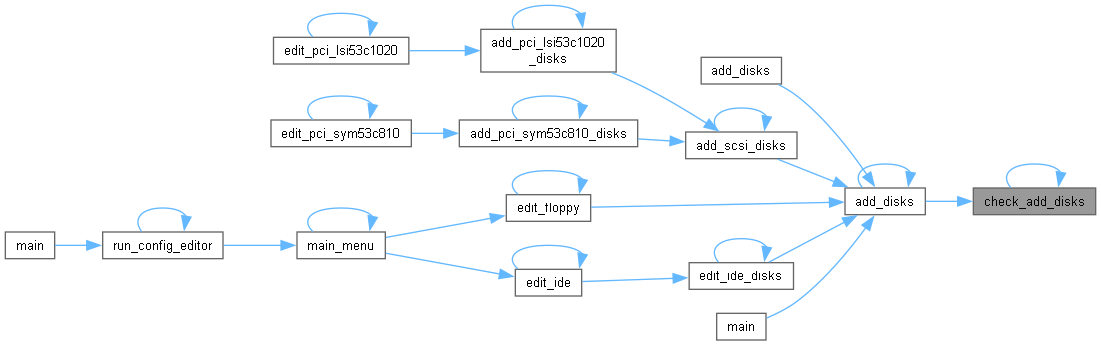 edit_pci_lsi53c1020
add_pci_lsi53c1020
_disks
add_disks
edit_pci_sym53c810
add_pci_sym53c810_disks
add_scsi_disks
edit_floppy
add_disks
check_add_disks
main
run_config_editor
main_menu
edit_ide
edit_ide_disks
main